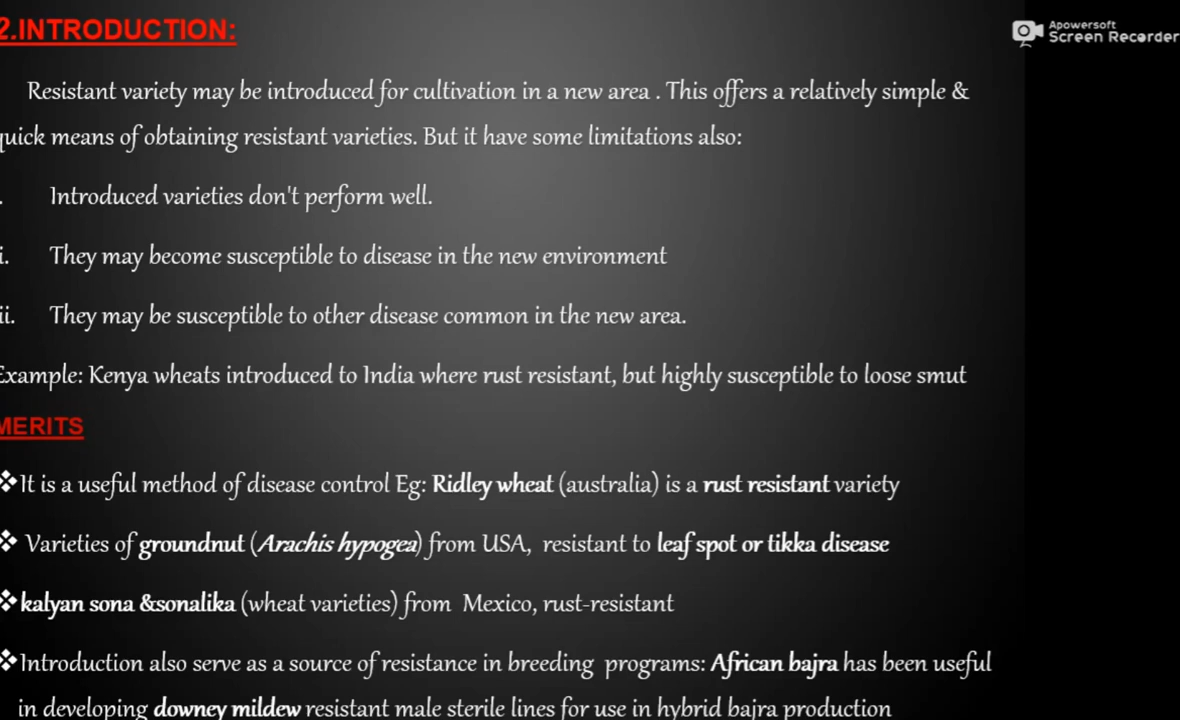 2.INTRODUCTION:
Apowersoft
Screen Recorder
Resistant variety may be introduced for cultivation in a new area . This offers a relatively simple &
quick means of obtaining resistant varieties. But it have some limitations also:
. Introduced varieties don't perform well.
i. They may become susceptible to disease in the new environment
ii. They may be susceptible to other disease common in the new area.
Example: Kenya wheats introduced to India where rust resistant, but highly susceptible to loose smut
MERITS
❖It is a useful method of disease control Eg: Ridley wheat (australia) is a rust resistant variety
❖ Varieties of groundnut (Arachis hypogea) from USA, resistant to leaf spot or tikka disease
❖kalyan sona &sonalika (wheat varieties) from Mexico, rust-resistant
❖Introduction also serve as a source of resistance in breeding programs: African bajra has been useful
in developing downey mildew resistant male sterile lines for use in hybrid bajra production